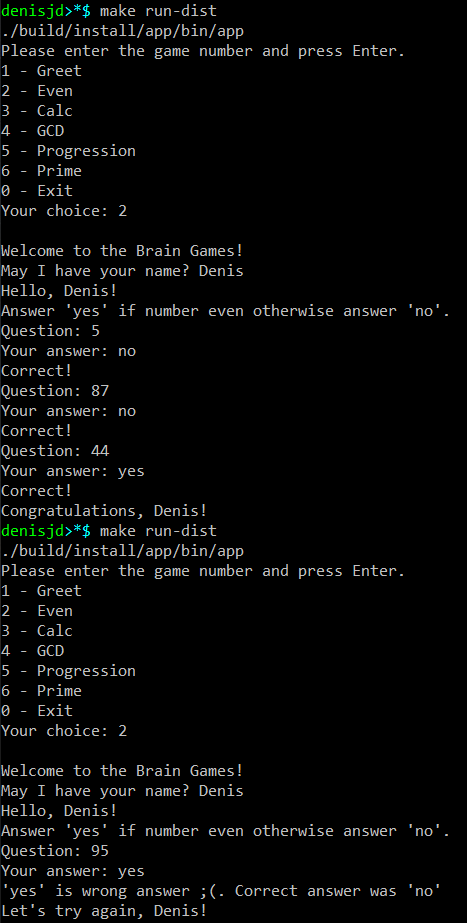 denisjd>*$ make run-dist
./build/install/app/bin/app
Please enter the game number and press Enter.
1 - Greet
2 - Even
3 - Calc
4 - GCD
5 - Progression
6 - Prime
0 - Exit
Your choice: 2

Welcome to the Brain Games!
May I have your name? Denis
Hello, Denis!
Answer 'yes' if number even otherwise answer 'no'.
Question: 5
Your answer: no
Correct!
Question: 87
Your answer: no
Correct!
Question: 44
Your answer: yes
Correct!
Congratulations, Denis!
denisjd>*$ make run-dist
./build/install/app/bin/app
Please enter the game number and press Enter.
1 - Greet
2 - Even
3 - Calc
4 - GCD
5 - Progression
6 - Prime
0 - Exit
Your choice: 2

Welcome to the Brain Games!
May I have your name? Denis
Hello, Denis!
Answer 'yes' if number even otherwise answer 'no'.
Question: 95
Your answer: yes
'yes' is wrong answer ;(. Correct answer was 'no'
Let's try again, Denis!